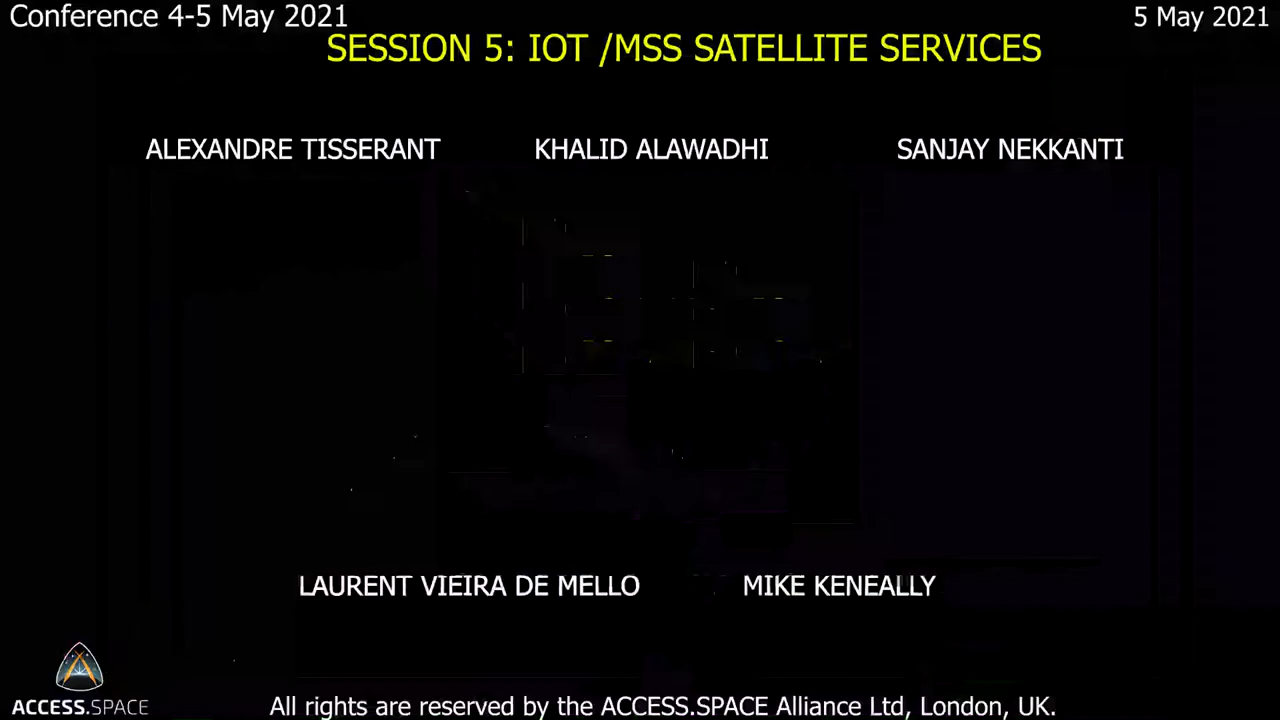 Conference 4-5 May 2021
5 May 2021
SESSION 5: IOT /MSS SATELLITE SERVICES
ALEXANDRE TISSERANT
KHALID ALAWADHI
SANJAY NEKKANTI
LAURENT VIEIRA DE MELLO
MIKE KENEALLY
ACCESS.SPACE
All rights are reserved by the ACCESS.SPACE Alliance Ltd, London, UK.